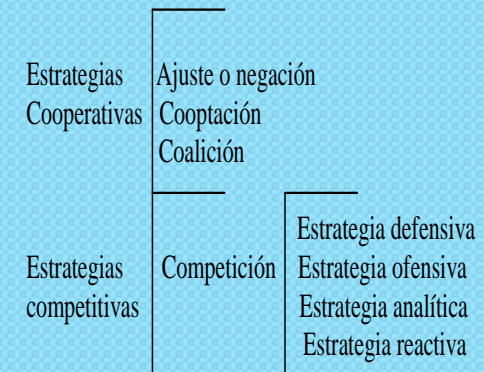 Estrategias Ajuste o negación
Cooperativas Cooptación
Coalición
Estrategia defensiva
Estrategias Competición Estrategia ofensiva
competitivas Estrategia analítica
Estrategia reactiva